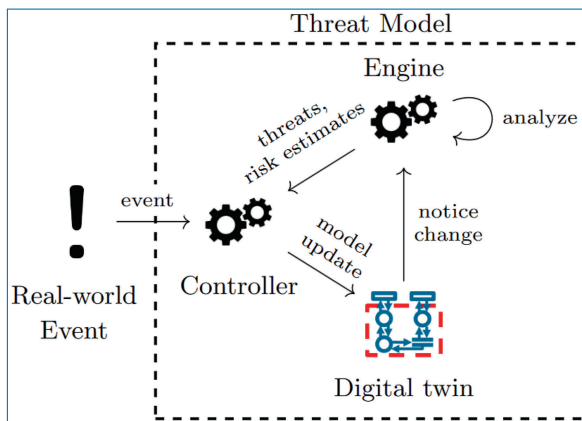 Threat Model
Engine
threats,
risk estimates
analyze
event
notice
change
model
update
Controller
Real-world
Event
Digital twin